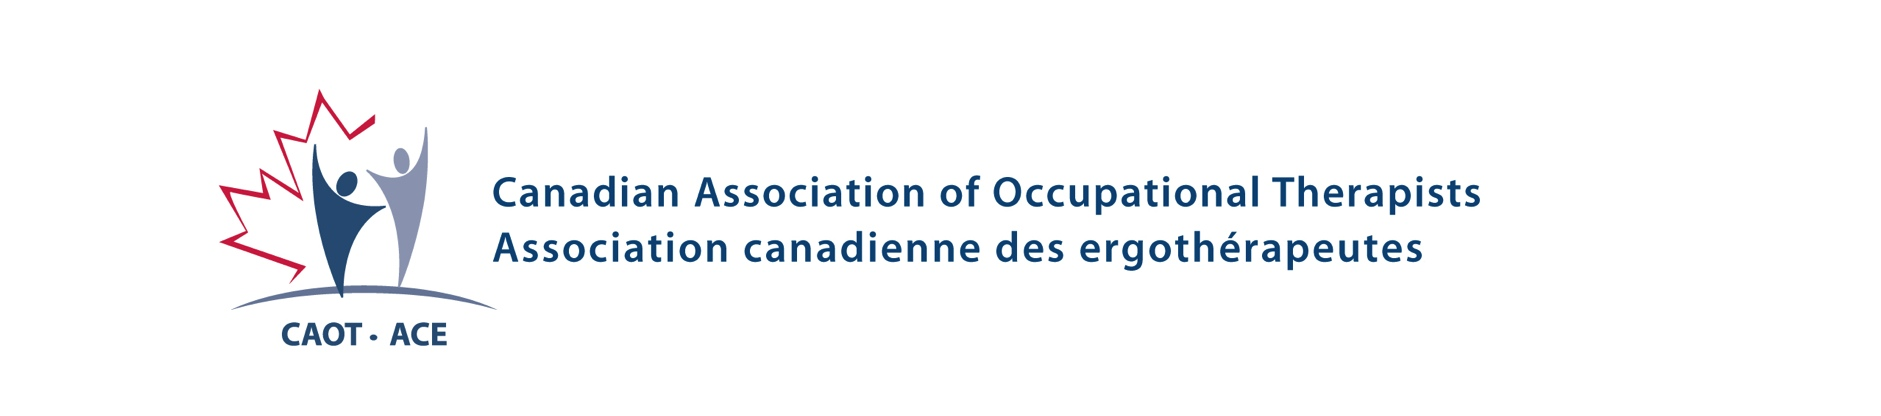 Canadian Association of Occupational Therapists
Association canadienne des ergothérapeutes
CAOT · ACE